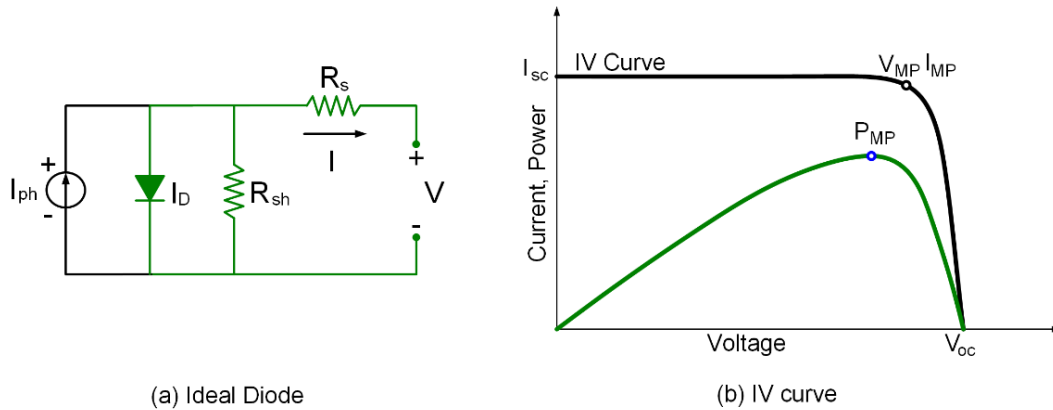 R_s
I
+
I_ph
-
I_D
R_sh
+
V
-
(a) Ideal Diode
Current, Power
I_sc
IV Curve
V_MP I_MP
P_MP
Voltage
V_oc
(b) IV curve